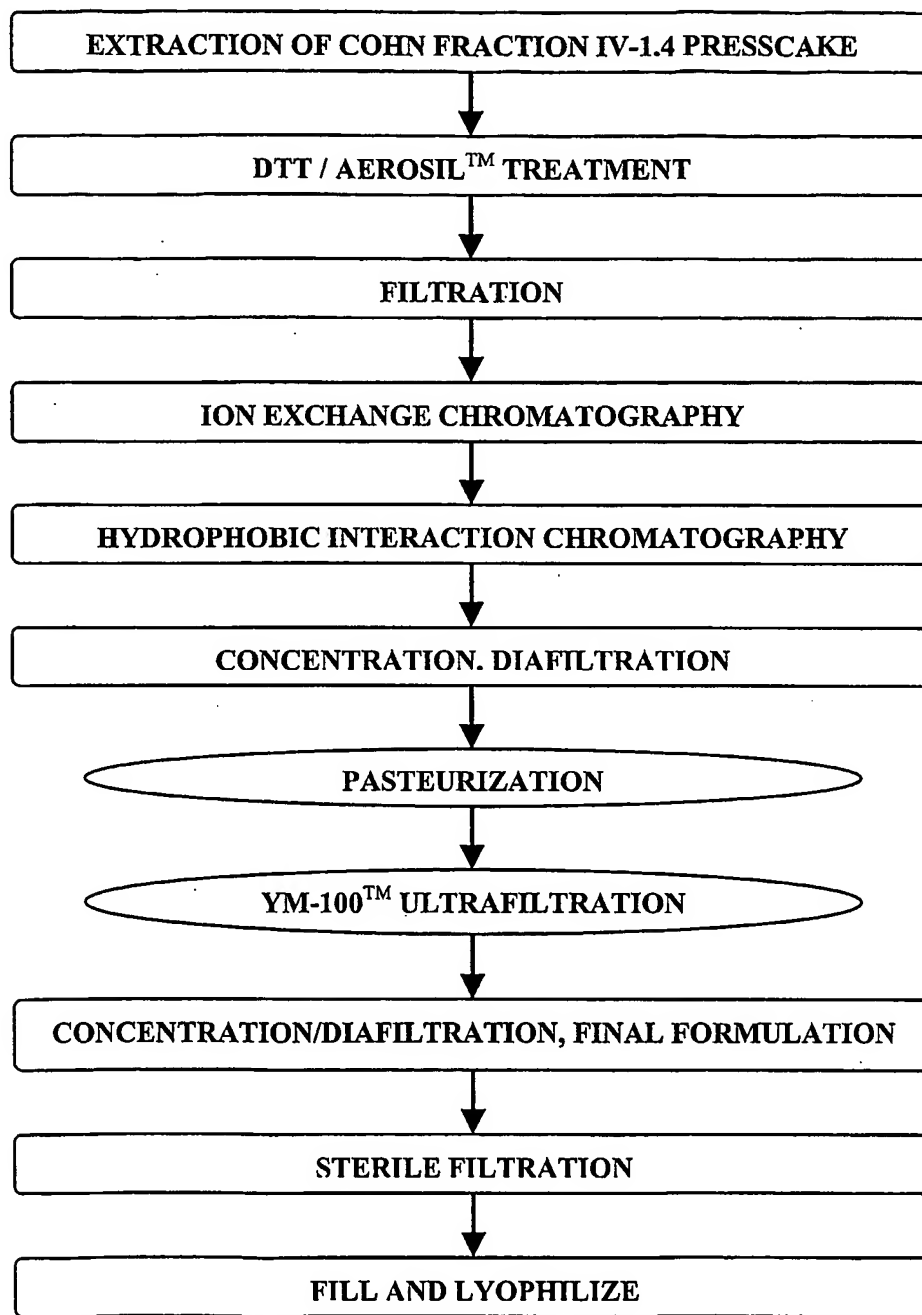 EXTRACTION OF COHN FRACTION IV-1.4 PRESSCAKE
DTT / AEROSIL™ TREATMENT
FILTRATION
ION EXCHANGE CHROMATOGRAPHY
HYDROPHOBIC INTERACTION CHROMATOGRAPHY
CONCENTRATION. DIAFILTRATION
PASTEURIZATION
YM-100™ ULTRAFILTRATION
CONCENTRATION/DIAFILTRATION, FINAL FORMULATION
STERILE FILTRATION
FILL AND LYOPHILIZE